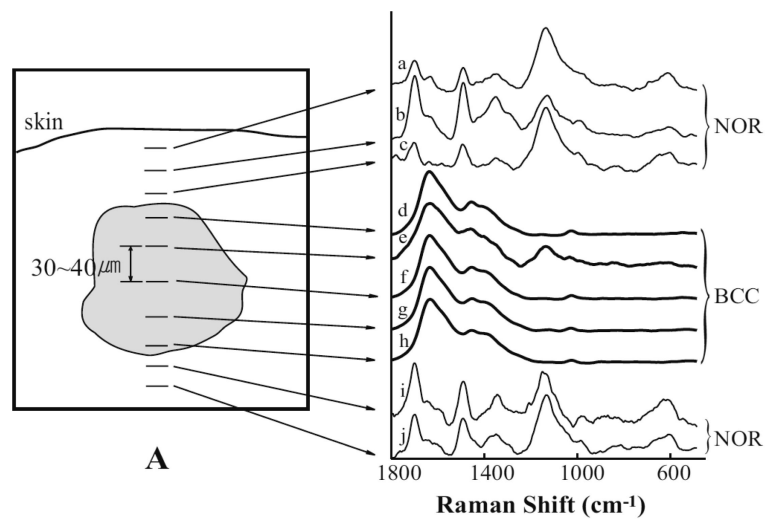 skin
30~40㎛
A
a
b
c
NOR
d
e
f
g
h
BCC
i
j
NOR
1800 1400 1000 600
Raman Shift (cm⁻¹)